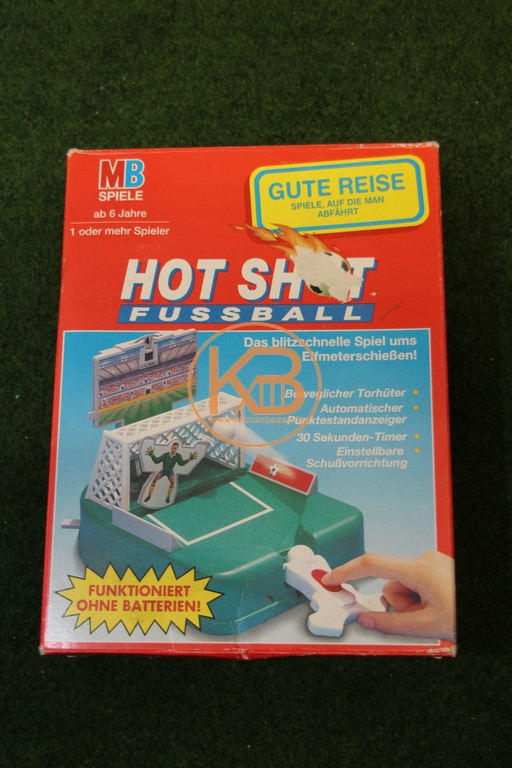 MB
SPIELE
ab 6 Jahre
1 oder mehr Spieler
GUTE REISE
SPIELE, AUF DIE MAN
ABFÄHRT
HOT SHOT
FUSSBALL
Das blitzschnelle Spiel ums
Elfmeterschießen!
Beweglicher Torhüter
Automatischer
Punktestandanzeiger
30 Sekunden-Timer
Einstellbare
Schußvorrichtung
KB
FUNKTIONIERT
OHNE BATTERIEN!